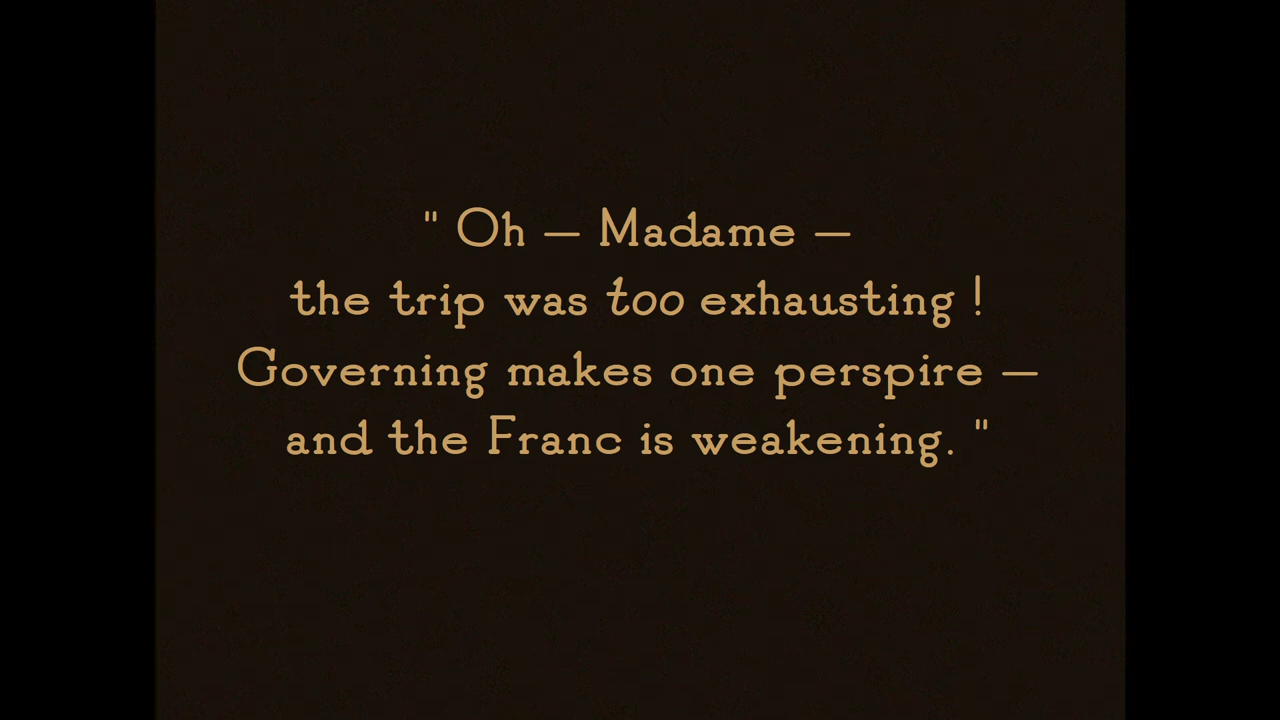 " Oh — Madame —
the trip was too exhausting !
Governing makes one perspire —
and the Franc is weakening. "